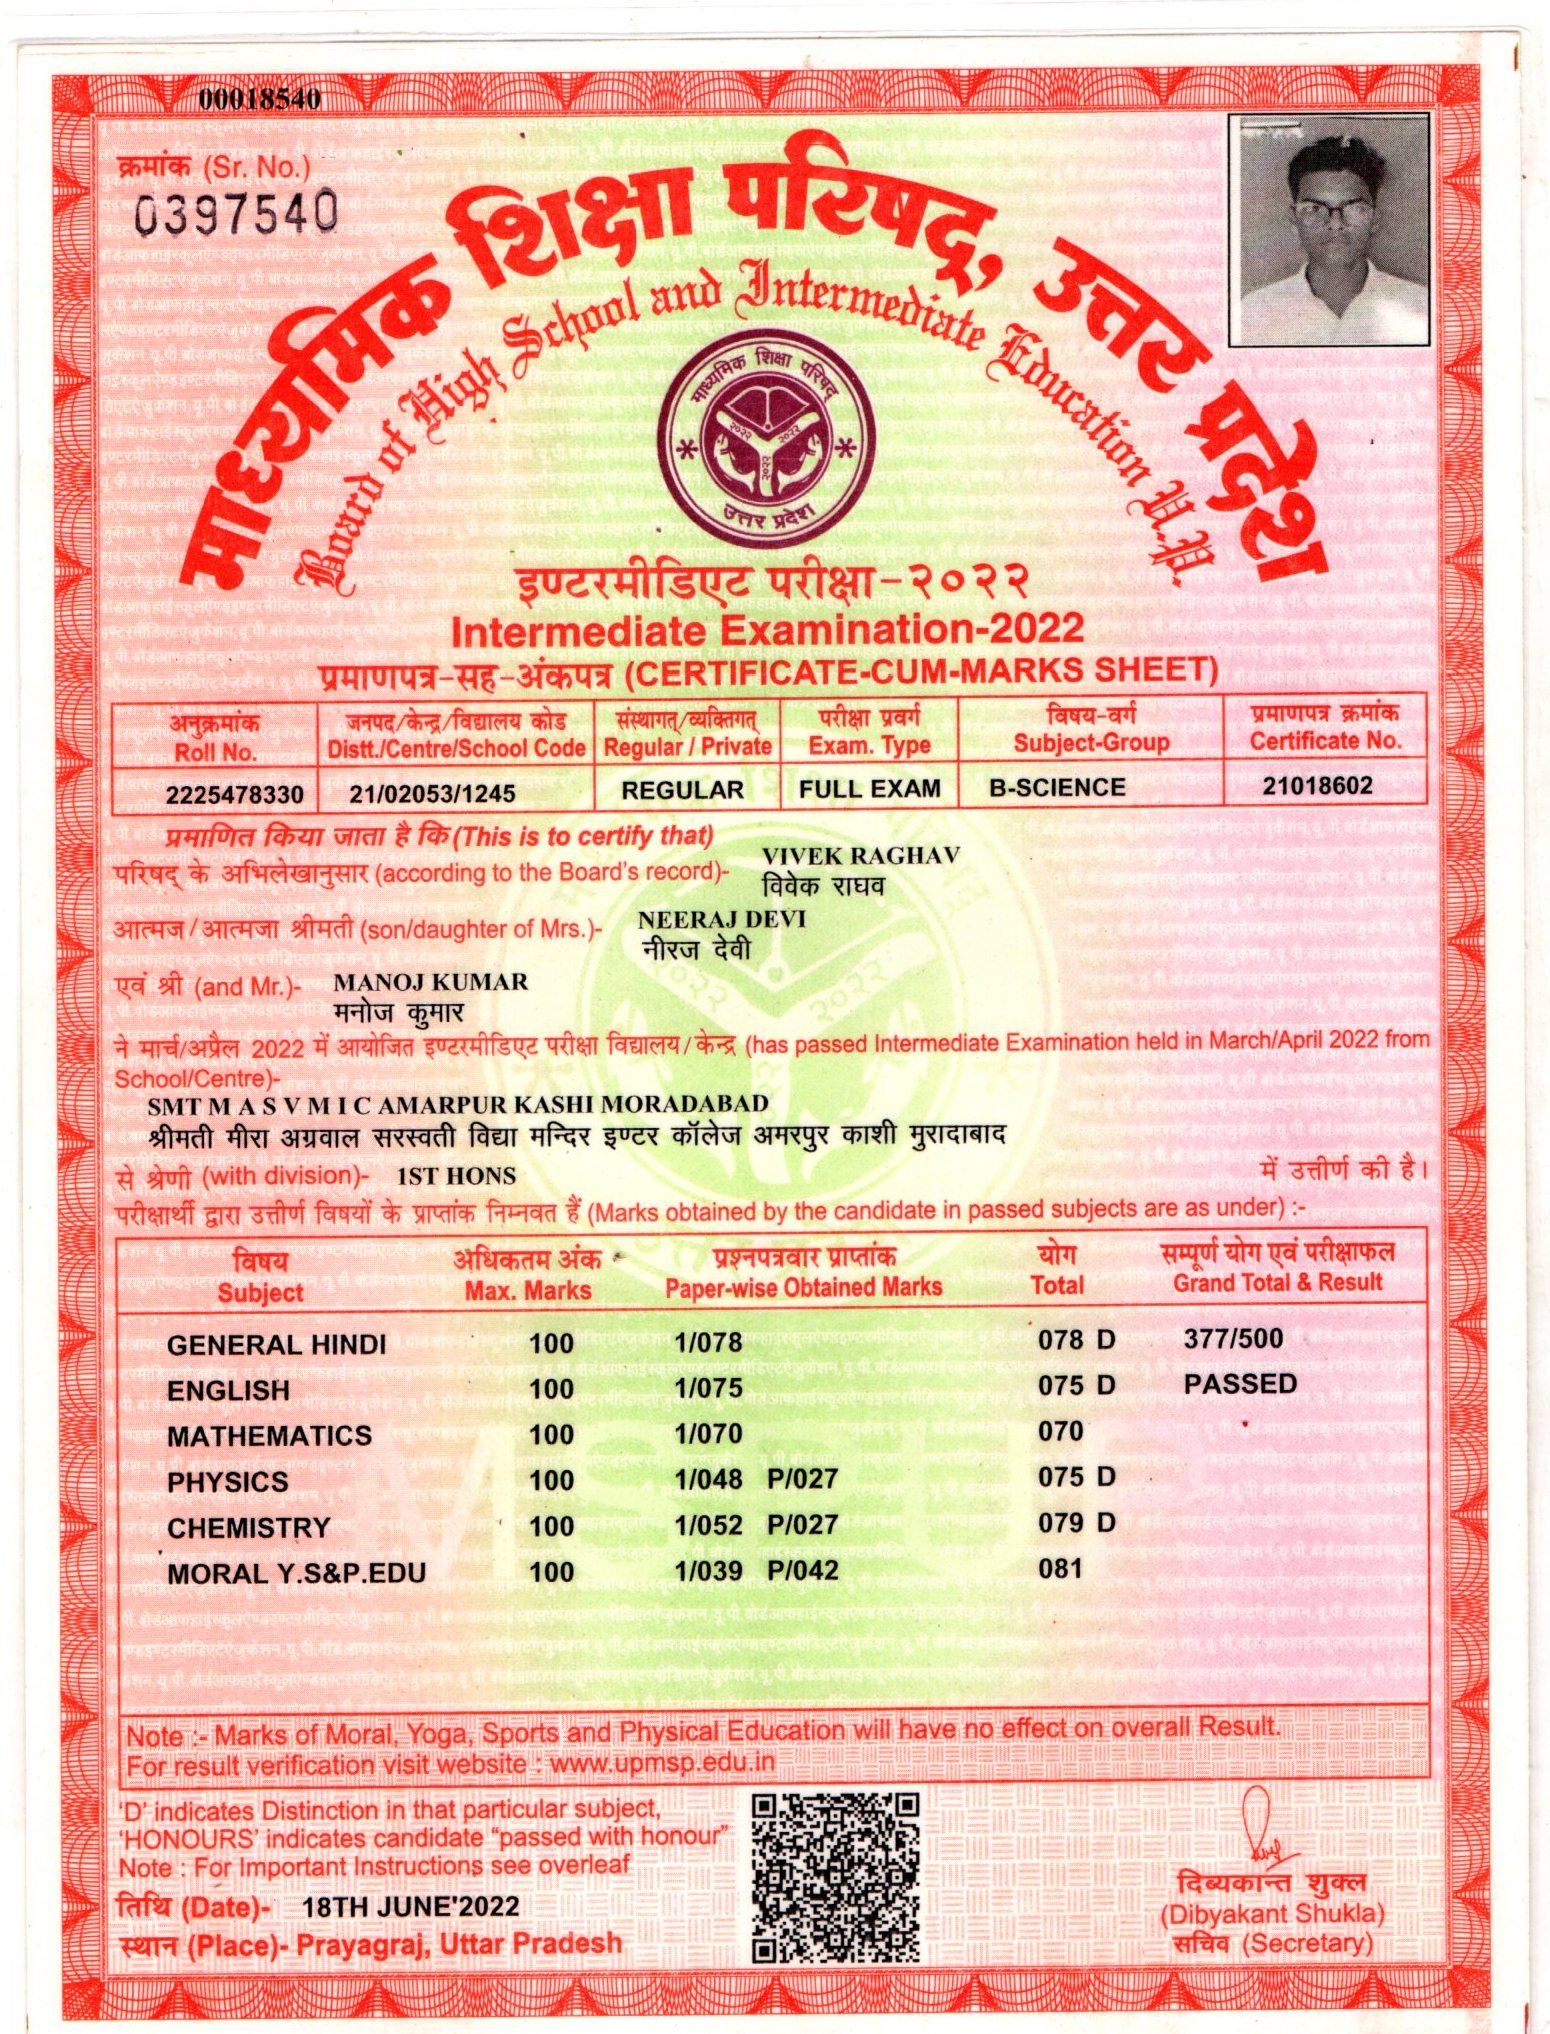 00018540
क्रमांक (Sr. No.)
0397540
माध्यमिक शिक्षा परिषद्, उत्तर प्रदेश
Board of High School and Intermediate Education U.P.
माध्यमिक शिक्षा परिषद्
२०२२ २०२२
२०२२
उत्तर प्रदेश
इण्टरमीडिएट परीक्षा-२०२२
Intermediate Examination-2022
प्रमाणपत्र-सह-अंकपत्र (CERTIFICATE-CUM-MARKS SHEET)
अनुक्रमांक जनपद/केन्द्र/विद्यालय कोड संस्थागत्/व्यक्तिगत् परीक्षा प्रवर्ग विषय-वर्ग प्रमाणपत्र क्रमांक
Roll No. Distt./Centre/School Code Regular / Private Exam. Type Subject-Group Certificate No.
2225478330 21/02053/1245 REGULAR FULL EXAM B-SCIENCE 21018602
प्रमाणित किया जाता है कि (This is to certify that)
परिषद् के अभिलेखानुसार (according to the Board's record)- VIVEK RAGHAV
विवेक राघव
आत्मज/आत्मजा श्रीमती (son/daughter of Mrs.)- NEERAJ DEVI
नीरज देवी
एवं श्री (and Mr.)- MANOJ KUMAR
मनोज कुमार
ने मार्च/अप्रैल 2022 में आयोजित इण्टरमीडिएट परीक्षा विद्यालय/केन्द्र (has passed Intermediate Examination held in March/April 2022 from
School/Centre)-
SMT M A S V M I C AMARPUR KASHI MORADABAD
श्रीमती मीरा अग्रवाल सरस्वती विद्या मन्दिर इण्टर कॉलेज अमरपुर काशी मुरादाबाद
से श्रेणी (with division)- 1ST HONS में उत्तीर्ण की है।
परीक्षार्थी द्वारा उत्तीर्ण विषयों के प्राप्तांक निम्नवत हैं (Marks obtained by the candidate in passed subjects are as under) :-
विषय अधिकतम अंक प्रश्नपत्रवार प्राप्तांक योग सम्पूर्ण योग एवं परीक्षाफल
Subject Max. Marks Paper-wise Obtained Marks Total Grand Total & Result
GENERAL HINDI 100 1/078 078 D 377/500
ENGLISH 100 1/075 075 D PASSED
MATHEMATICS 100 1/070 070
PHYSICS 100 1/048 P/027 075 D
CHEMISTRY 100 1/052 P/027 079 D
MORAL Y.S&P.EDU 100 1/039 P/042 081
Note :- Marks of Moral, Yoga, Sports and Physical Education will have no effect on overall Result.
For result verification visit website : www.upmsp.edu.in
'D' indicates Distinction in that particular subject,
'HONOURS' indicates candidate "passed with honour"
Note : For Important Instructions see overleaf
तिथि (Date)- 18TH JUNE'2022
स्थान (Place)- Prayagraj, Uttar Pradesh
दिब्यकान्त शुक्ल
(Dibyakant Shukla)
सचिव (Secretary)